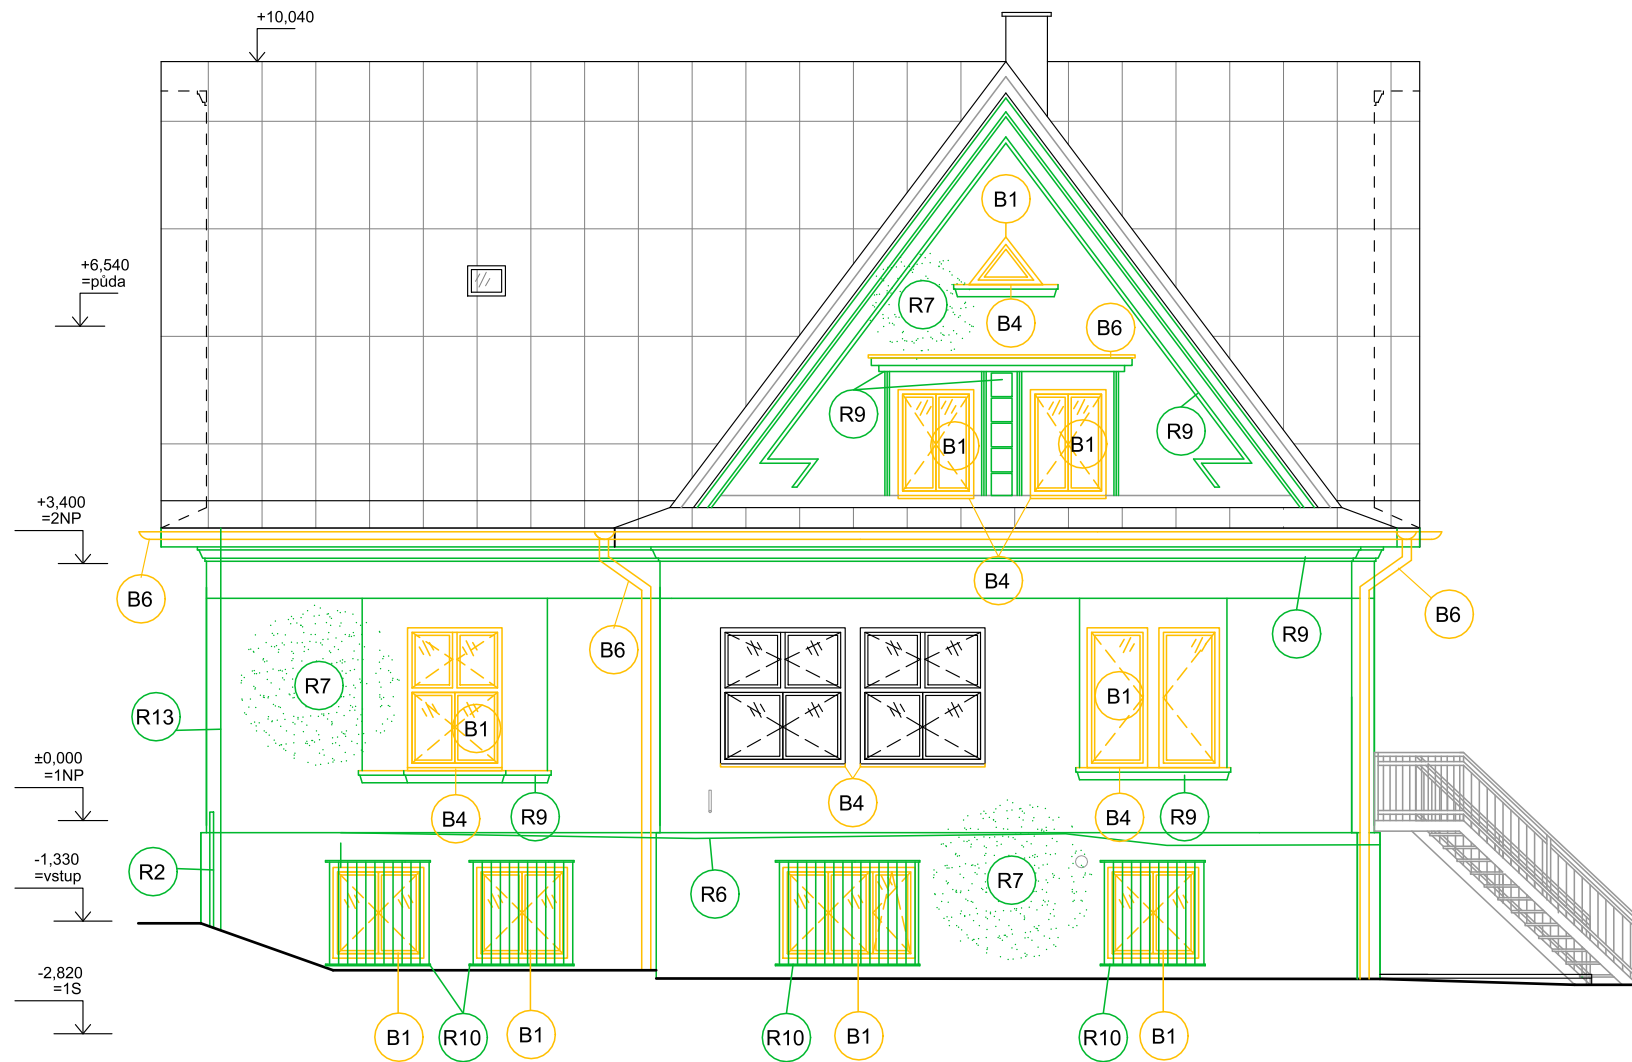 +10,040
B1
+6,540
=půda
R7
B4
B6
R9
R9
B1
B1
+3,400
=2NP
B4
B6
B6
B6
R9
R7
B1
R13
B1
±0,000
=1NP
B4
R9
B4
B4
R9
-1,330
=vstup
R2
R6
R7
-2,820
=1S
B1
R10
B1
R10
B1
R10
B1